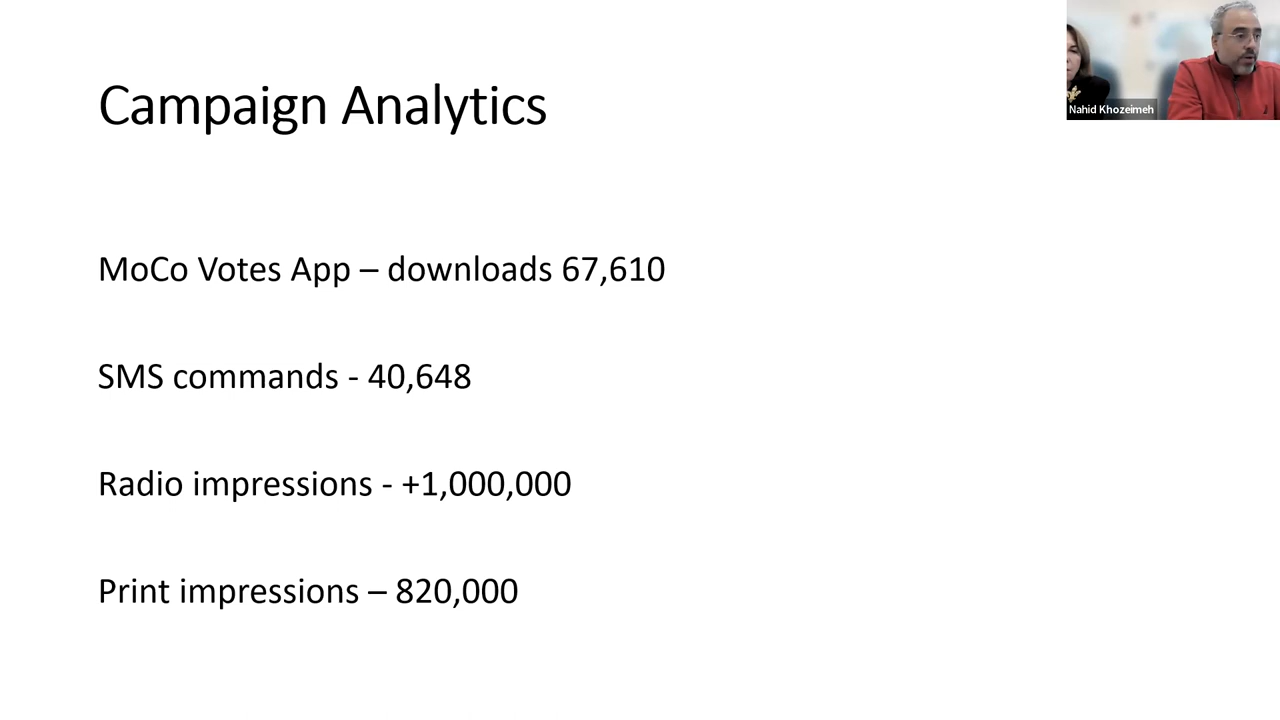 Campaign Analytics
Nahid Khozeimeh
MoCo Votes App – downloads 67,610
SMS commands - 40,648
Radio impressions - +1,000,000
Print impressions – 820,000